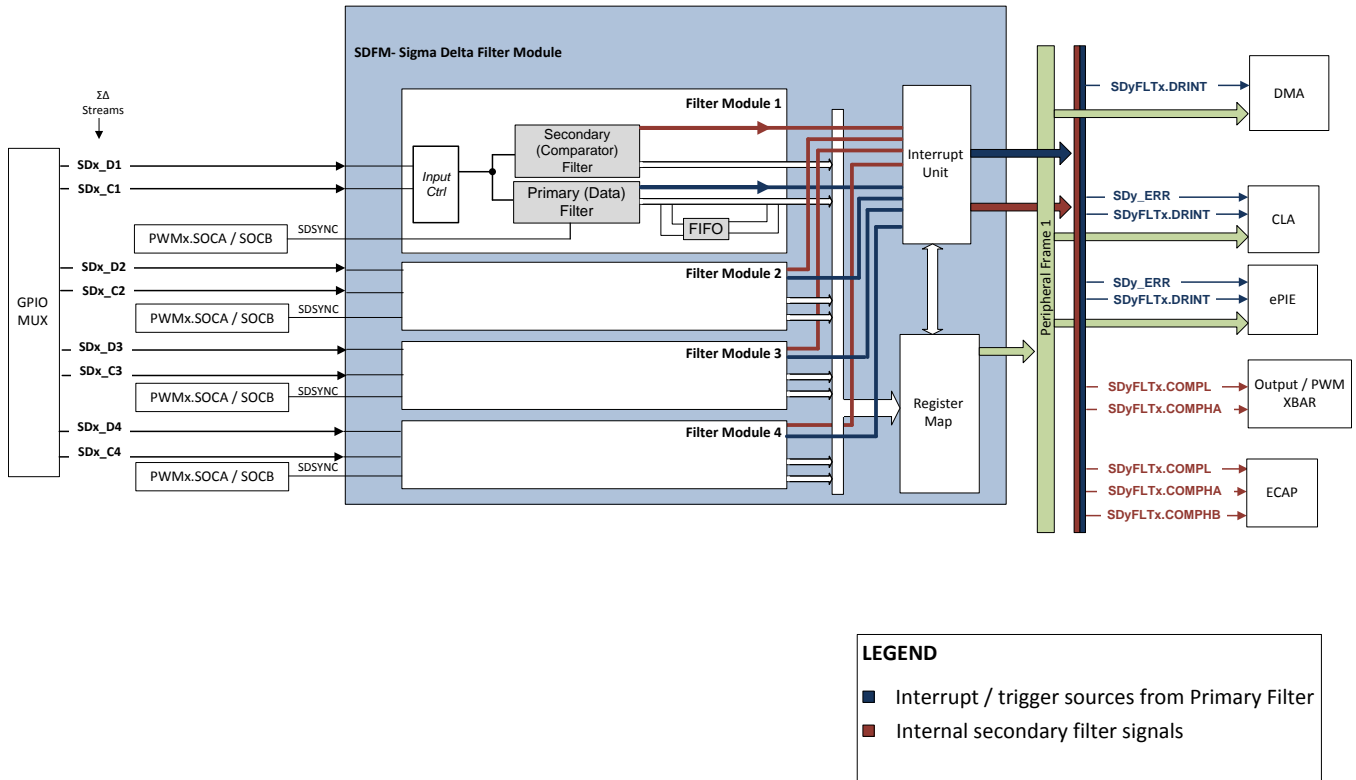 SDFM- Sigma Delta Filter Module
ΣΔ
Streams
GPIO
MUX
SDx_D1
SDx_C1
PWMx.SOCA / SOCB
SDSYNC
SDx_D2
SDx_C2
PWMx.SOCA / SOCB
SDSYNC
SDx_D3
SDx_C3
PWMx.SOCA / SOCB
SDSYNC
SDx_D4
SDx_C4
PWMx.SOCA / SOCB
SDSYNC
Filter Module 1
Input
Ctrl
Secondary
(Comparator)
Filter
Primary (Data)
Filter
FIFO
Filter Module 2
Filter Module 3
Filter Module 4
Interrupt
Unit
Register
Map
Peripheral Frame 1
SDyFLTx.DRINT
DMA
SDy_ERR
SDyFLTx.DRINT
CLA
SDy_ERR
SDyFLTx.DRINT
ePIE
SDyFLTx.COMPL
SDyFLTx.COMPHA
Output / PWM
XBAR
SDyFLTx.COMPL
SDyFLTx.COMPHA
SDyFLTx.COMPHB
ECAP
LEGEND
Interrupt / trigger sources from Primary Filter
Internal secondary filter signals